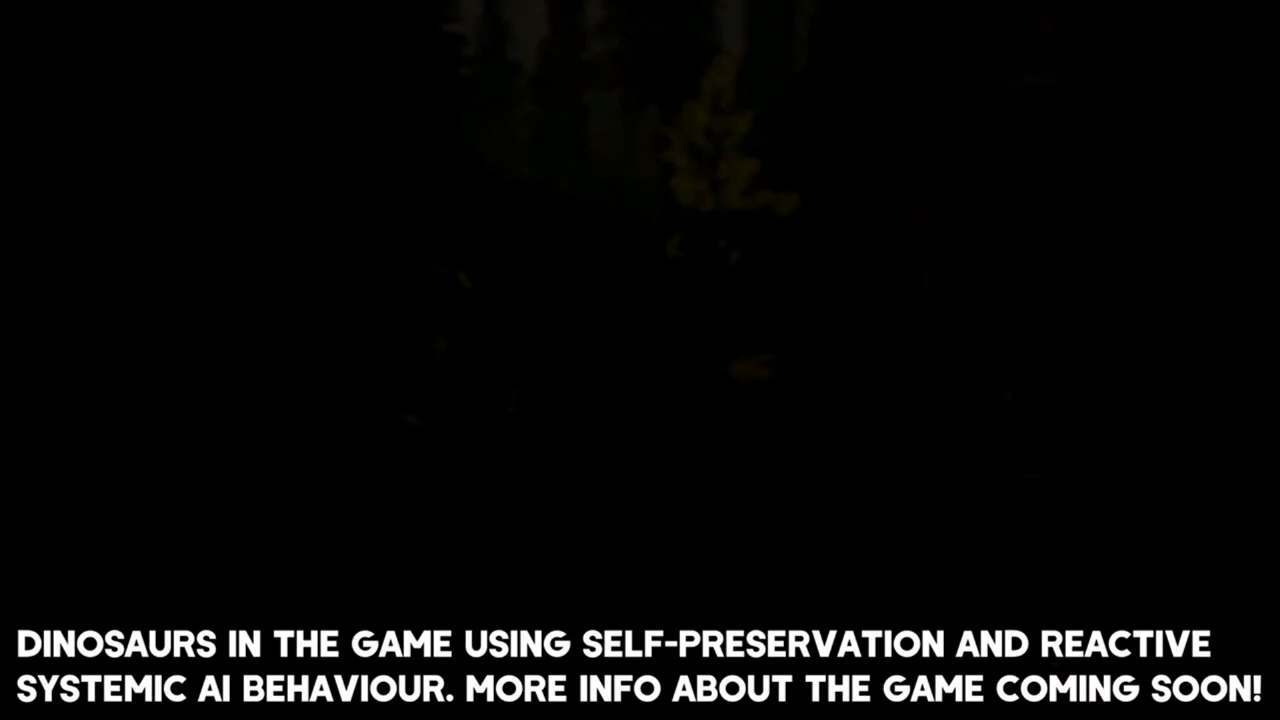 DINOSAURS IN THE GAME USING SELF-PRESERVATION AND REACTIVE
SYSTEMIC AI BEHAVIOUR. MORE INFO ABOUT THE GAME COMING SOON!